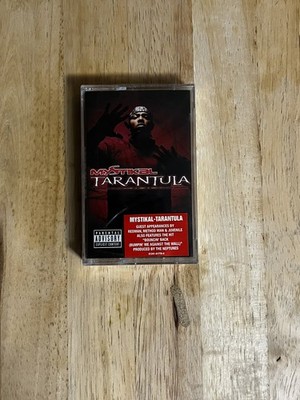 MYSTIKAL
TARANTULA
PARENTAL
ADVISORY
EXPLICIT CONTENT
MYSTIKAL-TARANTULA
GUEST APPEARANCES BY
REDMAN, METHOD MAN & JUVENILE
ALSO FEATURES THE HIT
"BOUNCIN' BACK
(BUMPIN' ME AGAINST THE WALL)"
PRODUCED BY THE NEPTUNES